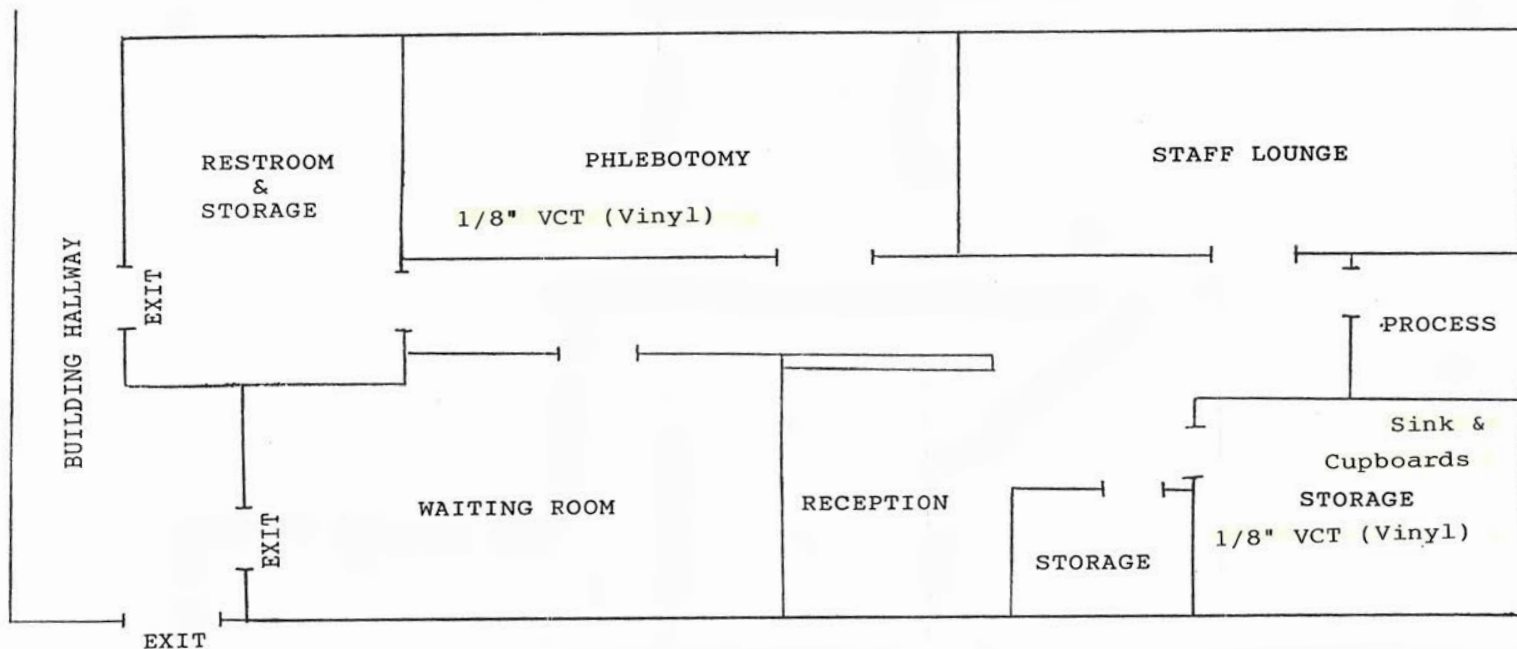 RESTROOM
&
STORAGE
PHLEBOTOMY
1/8" VCT (Vinyl)
STAFF LOUNGE
BUILDING HALLWAY
EXIT
PROCESS
WAITING ROOM
EXIT
RECEPTION
STORAGE
Sink &
Cupboards
STORAGE
1/8" VCT (Vinyl)
EXIT